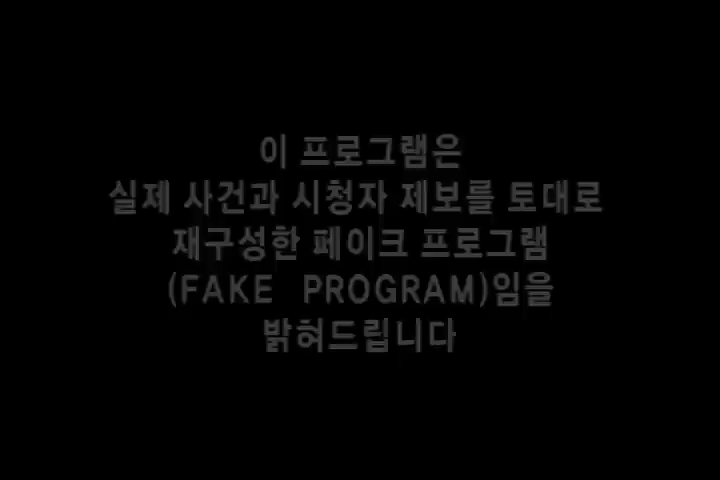 이 프로그램은
실제 사건과 시청자 제보를 토대로
재구성한 페이크 프로그램
(FAKE PROGRAM)임을
밝혀드립니다